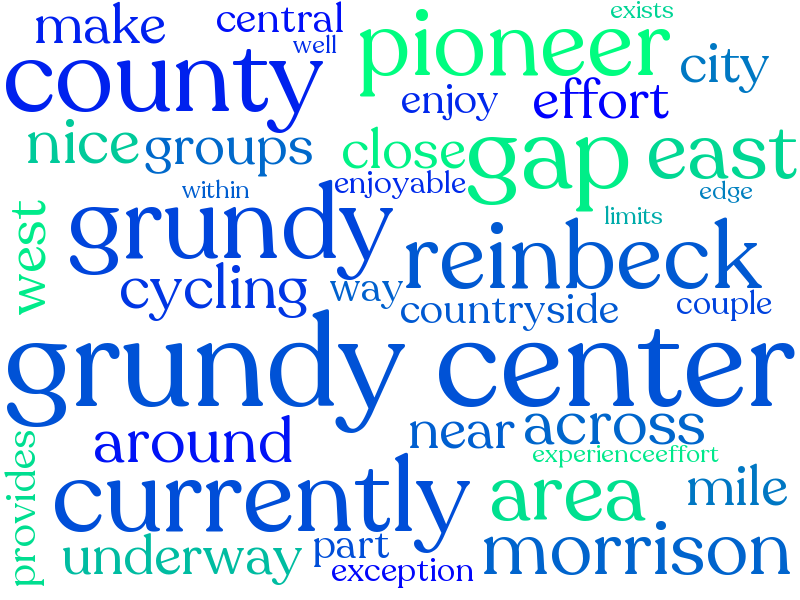 exists
make
central
well
county
pioneer
city
enjoy
effort
nice
groups
close
gap
east
within
enjoyable
edge
limits
west
grundy
reinbeck
cycling
way
countryside
couple
grundy center
around
near
across
provides
experienceeffort
currently
area
mile
underway
part
exception
morrison